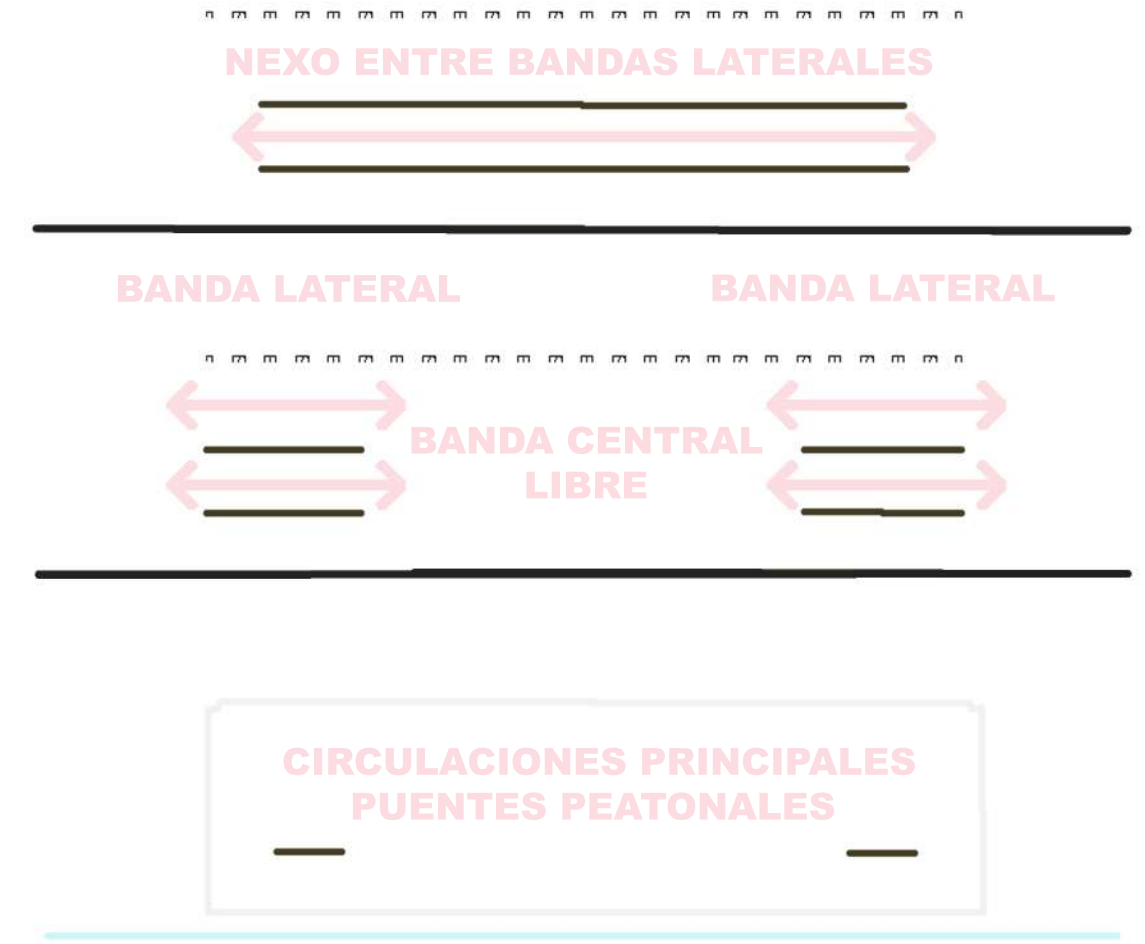 NEXO ENTRE BANDAS LATERALES
BANDA LATERAL
BANDA LATERAL
BANDA CENTRAL
LIBRE
CIRCULACIONES PRINCIPALES
PUENTES PEATONALES